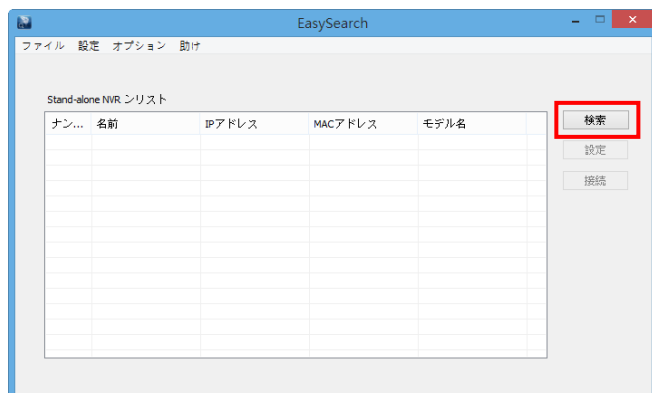 EasySearch
ファイル 設定 オプション 助け
Stand-alone NVR ンリスト
ナン... 名前 IPアドレス MACアドレス モデル名
検索
設定
接続